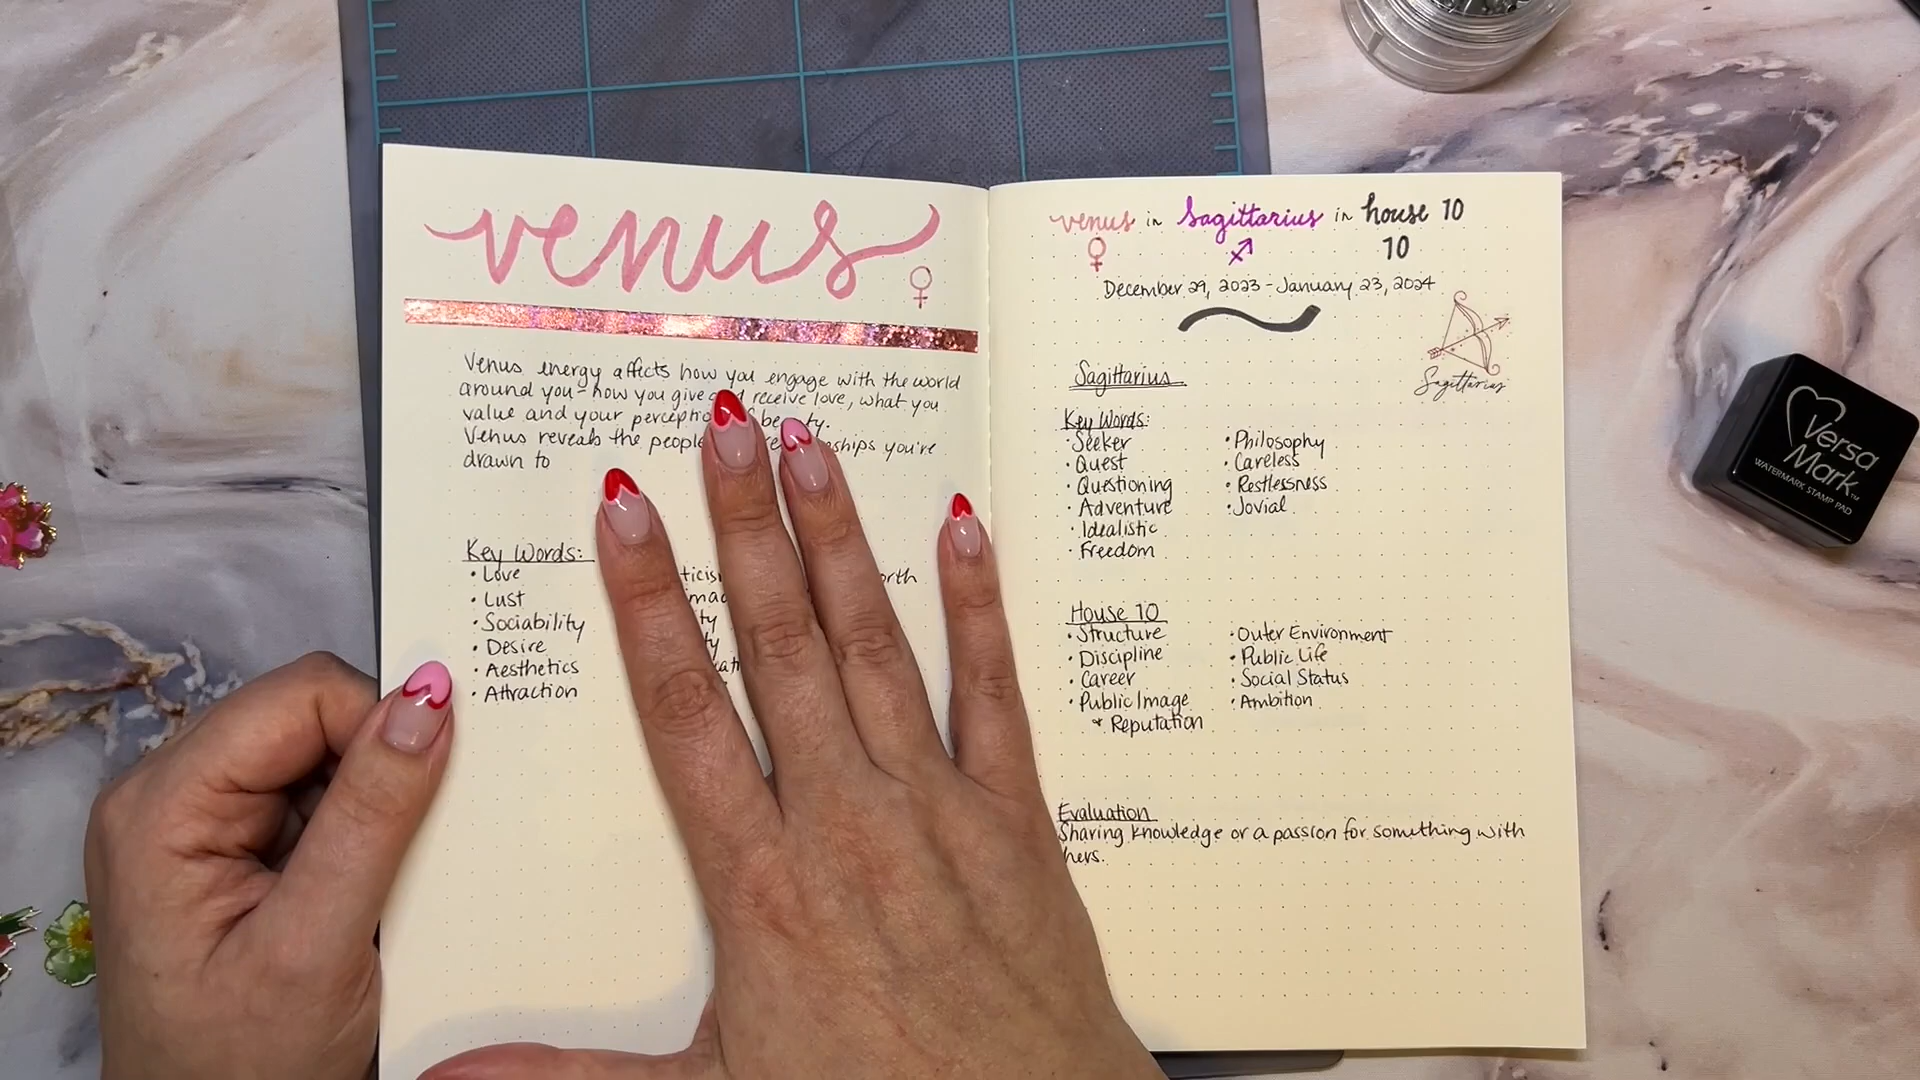 venus
♀
Venus energy affects how you engage with the world
around you - how you give receive love, what you
value and your
Venus reveals the people you're
drawn to
Key Words:
• Love
• Lust
• Sociability
• Desire
• Aesthetics
• Attraction
venus in Sagittarius in house 10
♀ ♐ 10
December 29, 2023 - January 23, 2024
Sagittarius
Sagittarius
Key Words:
• Seeker
• Quest
• Questioning
• Adventure
• Idealistic
• Freedom
• Philosophy
• Careless
• Restlessness
• Jovial
House 10
• Structure
• Discipline
• Career
• Public Image
+ Reputation
• Outer Environment
• Public Life
• Social Status
• Ambition
Evaluation
Sharing knowledge or a passion for something with
Versa
Mark™
WATERMARK STAMP PAD